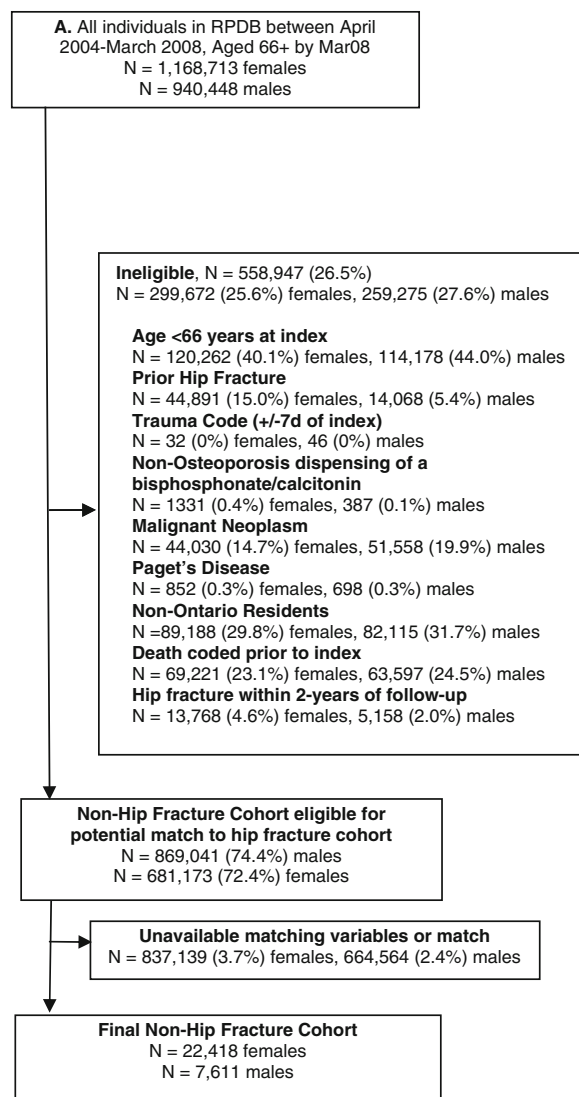 A. All individuals in RPDB between April
2004-March 2008, Aged 66+ by Mar08
N = 1,168,713 females
N = 940,448 males
Ineligible, N = 558,947 (26.5%)
N = 299,672 (25.6%) females, 259,275 (27.6%) males
Age <66 years at index
N = 120,262 (40.1%) females, 114,178 (44.0%) males
Prior Hip Fracture
N = 44,891 (15.0%) females, 14,068 (5.4%) males
Trauma Code (+/-7d of index)
N = 32 (0%) females, 46 (0%) males
Non-Osteoporosis dispensing of a
bisphosphonate/calcitonin
N = 1331 (0.4%) females, 387 (0.1%) males
Malignant Neoplasm
N = 44,030 (14.7%) females, 51,558 (19.9%) males
Paget's Disease
N = 852 (0.3%) females, 698 (0.3%) males
Non-Ontario Residents
N =89,188 (29.8%) females, 82,115 (31.7%) males
Death coded prior to index
N = 69,221 (23.1%) females, 63,597 (24.5%) males
Hip fracture within 2-years of follow-up
N = 13,768 (4.6%) females, 5,158 (2.0%) males
Non-Hip Fracture Cohort eligible for
potential match to hip fracture cohort
N = 869,041 (74.4%) males
N = 681,173 (72.4%) females
Unavailable matching variables or match
N = 837,139 (3.7%) females, 664,564 (2.4%) males
Final Non-Hip Fracture Cohort
N = 22,418 females
N = 7,611 males